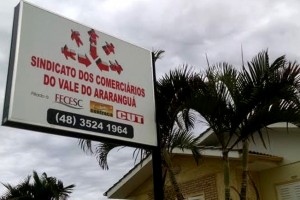 SINDICATO DOS COMERCIÁRIOS
DO VALE DO ARARANGUÁ
FECESC
CUT
(48) 3524 1964